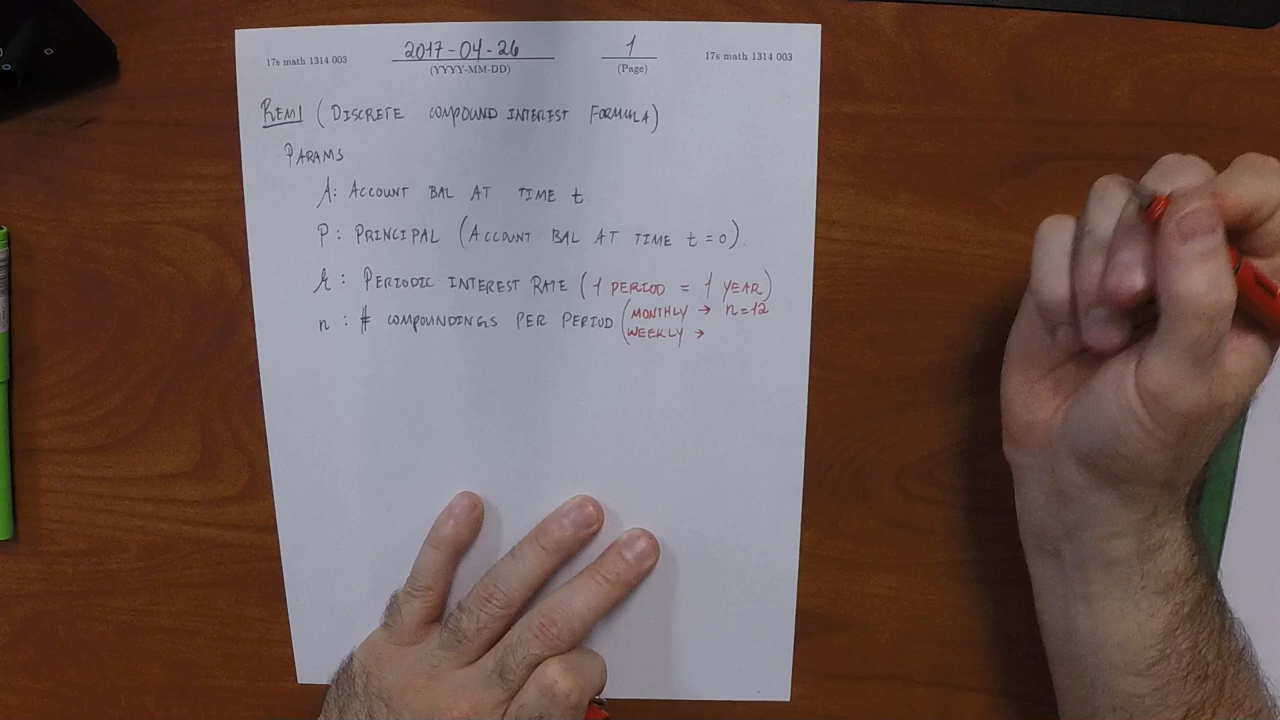 17s math 1314 003 2017-04-26 1 17s math 1314 003
(YYYY-MM-DD) (Page)
REM1 (DISCRETE COMPOUND INTEREST FORMULA)
PARAMS
A: ACCOUNT BAL AT TIME t
P: PRINCIPAL (ACCOUNT BAL AT TIME t = 0).
r: PERIODIC INTEREST RATE (1 PERIOD = 1 YEAR)
n: # COMPOUNDINGS PER PERIOD (MONTHLY → n=12
WEEKLY →